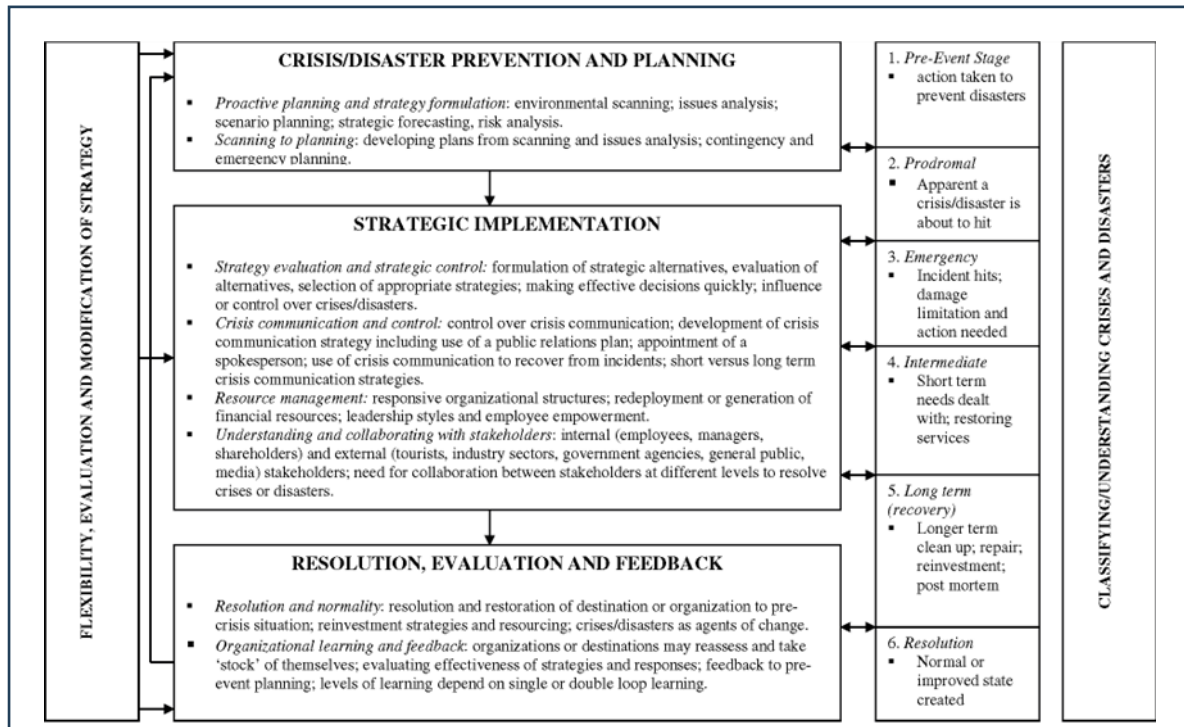 FLEXIBILITY, EVALUATION AND MODIFICATION OF STRATEGY
CRISIS/DISASTER PREVENTION AND PLANNING
▪ Proactive planning and strategy formulation: environmental scanning; issues analysis;
scenario planning; strategic forecasting, risk analysis.
▪ Scanning to planning: developing plans from scanning and issues analysis; contingency and
emergency planning.
STRATEGIC IMPLEMENTATION
▪ Strategy evaluation and strategic control: formulation of strategic alternatives, evaluation of
alternatives, selection of appropriate strategies; making effective decisions quickly; influence
or control over crises/disasters.
▪ Crisis communication and control: control over crisis communication; development of crisis
communication strategy including use of a public relations plan; appointment of a
spokesperson; use of crisis communication to recover from incidents; short versus long term
crisis communication strategies.
▪ Resource management: responsive organizational structures; redeployment or generation of
financial resources; leadership styles and employee empowerment.
▪ Understanding and collaborating with stakeholders: internal (employees, managers,
shareholders) and external (tourists, industry sectors, government agencies, general public,
media) stakeholders; need for collaboration between stakeholders at different levels to resolve
crises or disasters.
RESOLUTION, EVALUATION AND FEEDBACK
▪ Resolution and normality: resolution and restoration of destination or organization to pre-
crisis situation; reinvestment strategies and resourcing; crises/disasters as agents of change.
▪ Organizational learning and feedback: organizations or destinations may reassess and take
‘stock’ of themselves; evaluating effectiveness of strategies and responses; feedback to pre-
event planning; levels of learning depend on single or double loop learning.
1. Pre-Event Stage
▪ action taken to
prevent disasters
2. Prodromal
▪ Apparent a
crisis/disaster is
about to hit
3. Emergency
▪ Incident hits;
damage
limitation and
action needed
4. Intermediate
▪ Short term
needs dealt
with; restoring
services
5. Long term
(recovery)
▪ Longer term
clean up; repair;
reinvestment;
post mortem
6. Resolution
▪ Normal or
improved state
created
CLASSIFYING/UNDERSTANDING CRISES AND DISASTERS